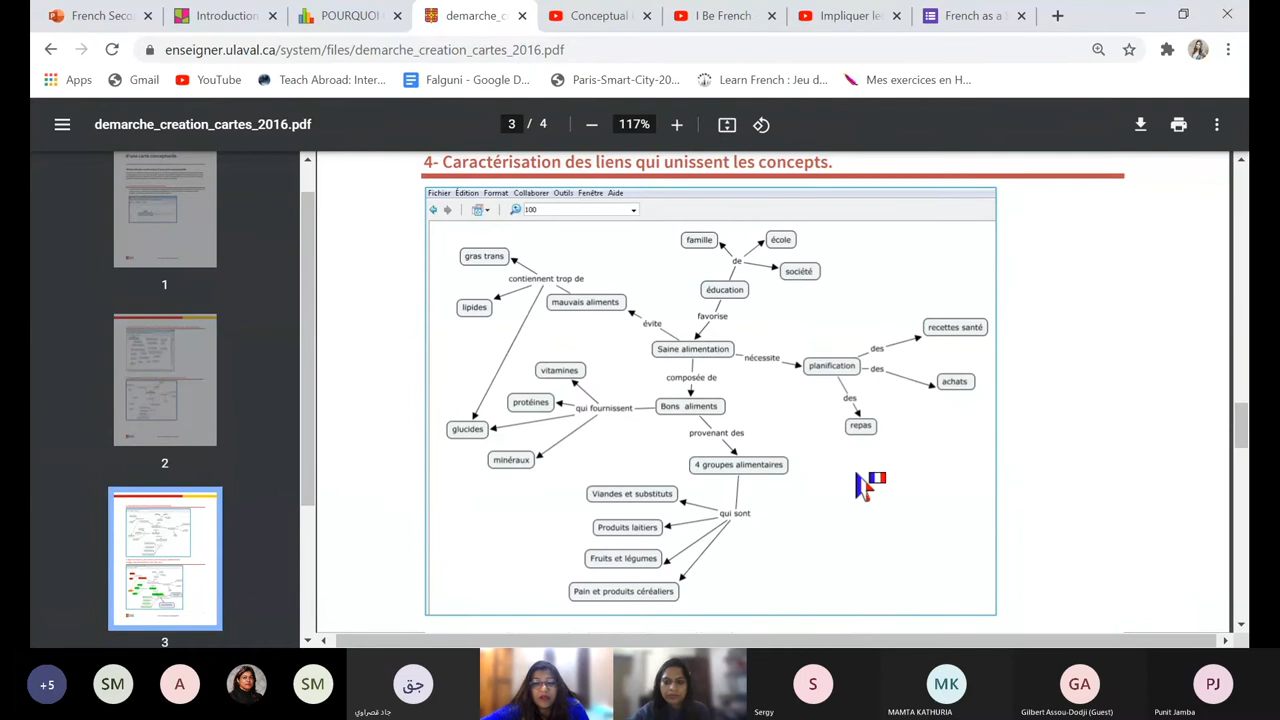 French Seco
Introduction
POURQUOI
demarche_cr
Conceptual
I Be French
Impliquer le
French as a
enseigner.ulaval.ca/system/files/demarche_creation_cartes_2016.pdf
Apps
Gmail
YouTube
Teach Abroad: Inter...
Falguni - Google D...
Paris-Smart-City-20...
Learn French : Jeu d...
Mes exercices en H...
demarche_creation_cartes_2016.pdf
3 / 4
117%
4- Caractérisation des liens qui unissent les concepts.
Fichier Édition Format Collaborer Outils Fenêtre Aide
100
famille
école
de
société
gras trans
contiennent trop de
éducation
lipides
mauvais aliments
favorise
évite
recettes santé
Saine alimentation
nécessite
des
planification
des
vitamines
composée de
achats
des
protéines
qui fournissent
Bons aliments
repas
glucides
provenant des
minéraux
4 groupes alimentaires
Viandes et substituts
qui sont
Produits laitiers
Fruits et légumes
Pain et produits céréaliers
1
2
3
+5
SM
A
SM
جق
جاد غصراوي
S
Sergy
MK
MAMTA KATHURIA
GA
Gilbert Assou-Dodji (Guest)
PJ
Punit Jamba